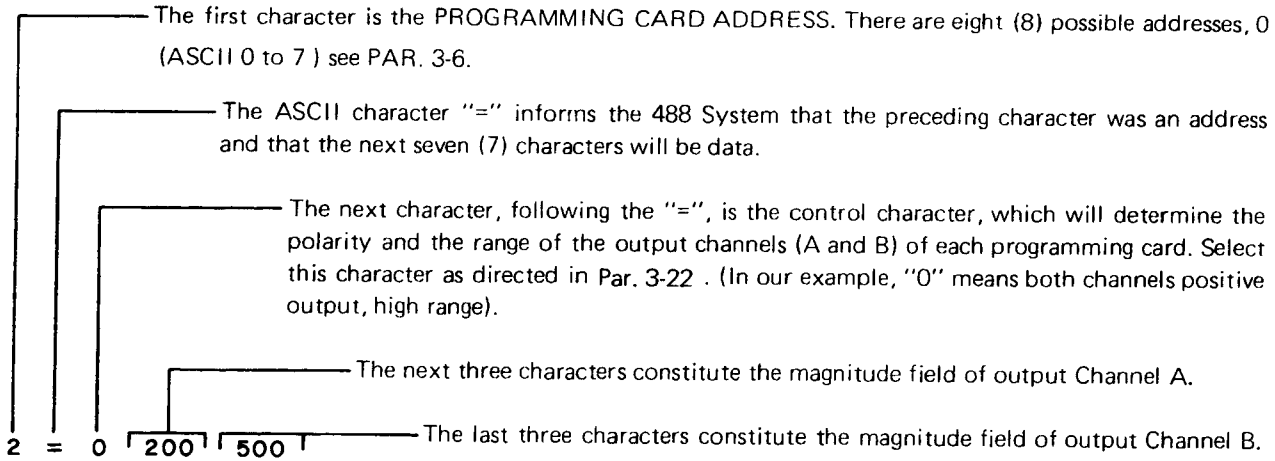 The first character is the PROGRAMMING CARD ADDRESS. There are eight (8) possible addresses, 0
(ASCII 0 to 7 ) see PAR. 3-6.
The ASCII character "=" informs the 488 System that the preceding character was an address
and that the next seven (7) characters will be data.
The next character, following the "=", is the control character, which will determine the
polarity and the range of the output channels (A and B) of each programming card. Select
this character as directed in Par. 3-22 . (In our example, "0" means both channels positive
output, high range).
The next three characters constitute the magnitude field of output Channel A.
The last three characters constitute the magnitude field of output Channel B.
2 = 0 200 500